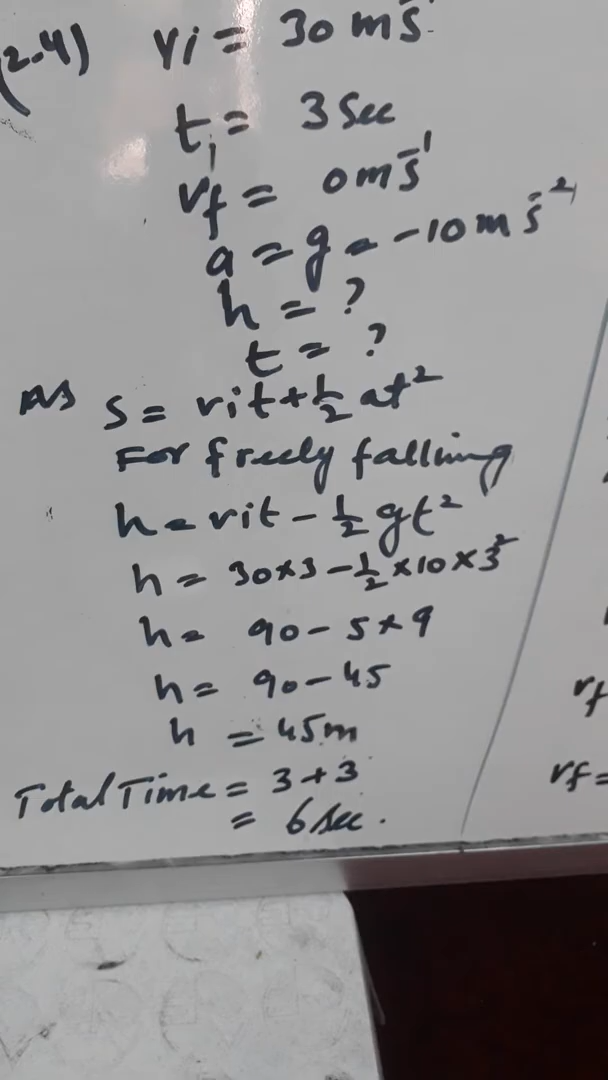 (2.4) vi = 30 ms⁻
t₁ = 3 Sec
vf = 0 ms⁻¹
a = g = -10 ms⁻²
h = ?
t = ?
As S = vit + 1/2 at²
For freely falling
h = vit - 1/2 gt²
h = 30×3 - 1/2 ×10×3²
h = 90 - 5×9
h = 90 - 45
h = 45m
Total Time = 3+3
= 6 sec.
vf
vf =